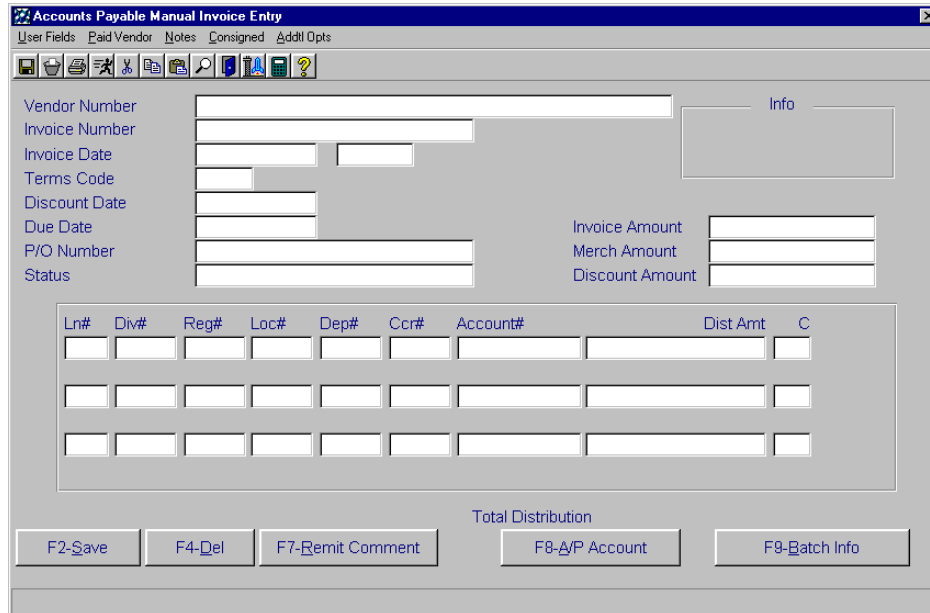 Accounts Payable Manual Invoice Entry
User Fields Paid Vendor Notes Consigned Addtl Opts
Vendor Number
Info
Invoice Number
Invoice Date
Terms Code
Discount Date
Due Date
Invoice Amount
P/O Number
Merch Amount
Status
Discount Amount
Ln# Div# Reg# Loc# Dep# Ccr# Account# Dist Amt C
Total Distribution
F2-Save F4-Del F7-Remit Comment F8-A/P Account F9-Batch Info